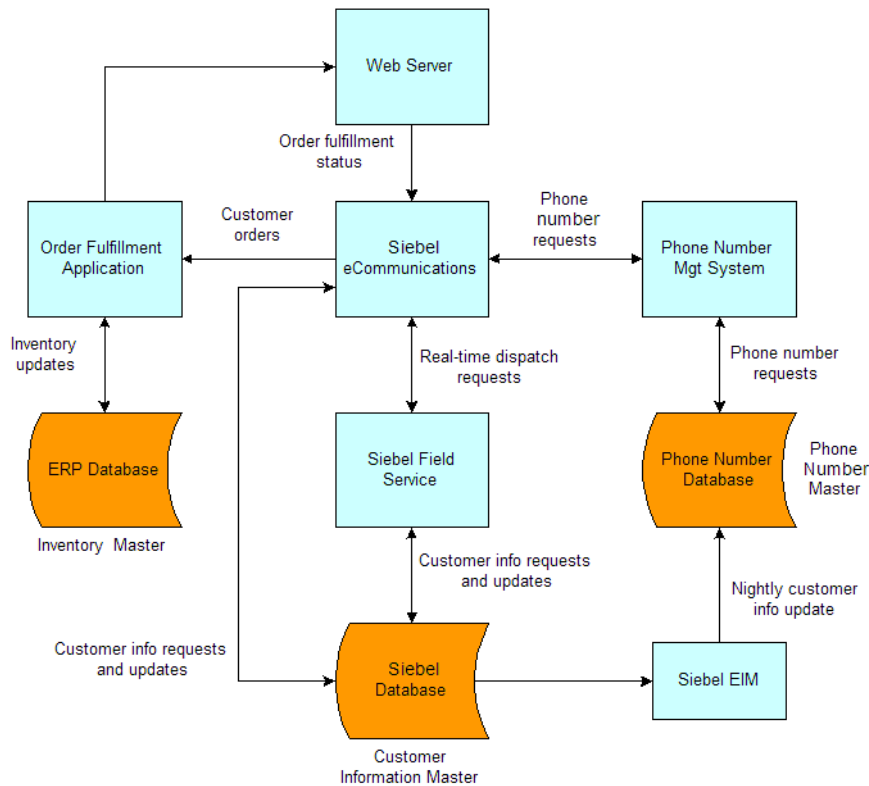 Web Server
Order fulfillment
status
Customer
orders
Phone
number
requests
Order Fulfillment
Application
Siebel
eCommunications
Phone Number
Mgt System
Inventory
updates
Real-time dispatch
requests
Phone number
requests
ERP Database
Siebel Field
Service
Phone Number
Database
Phone
Number
Master
Inventory Master
Customer info requests
and updates
Nightly customer
info update
Customer info requests
and updates
Siebel
Database
Siebel EIM
Customer
Information Master